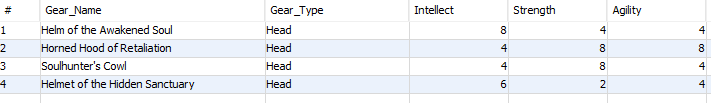 # Gear_Name Gear_Type Intellect Strength Agility
1 Helm of the Awakened Soul Head 8 4 4
2 Horned Hood of Retaliation Head 4 8 8
3 Soulhunter's Cowl Head 4 8 4
4 Helmet of the Hidden Sanctuary Head 6 2 4